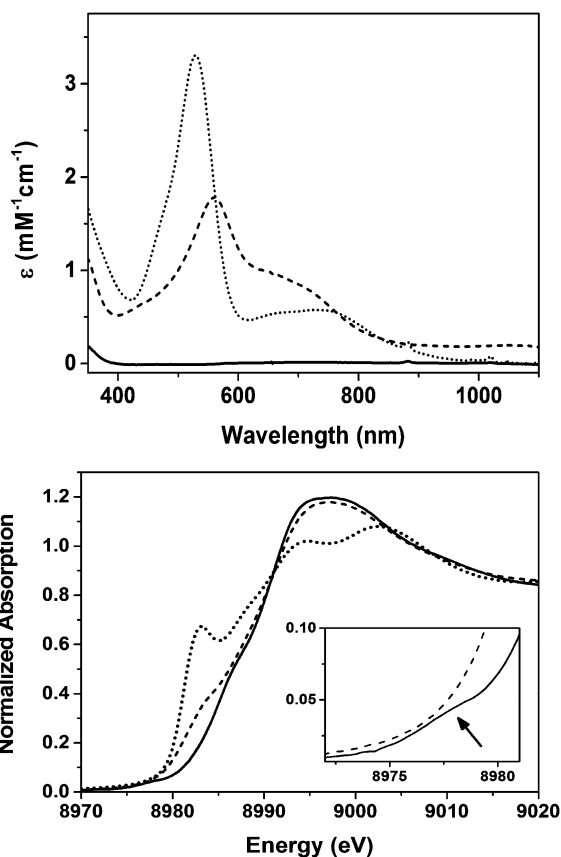 3
2
1
0
ε (mM⁻¹cm⁻¹)
400 600 800 1000
Wavelength (nm)
1.2
1.0
0.8
0.6
0.4
0.2
0.0
Normalized Absorption
0.10
0.05
8975 8980
8970 8980 8990 9000 9010 9020
Energy (eV)